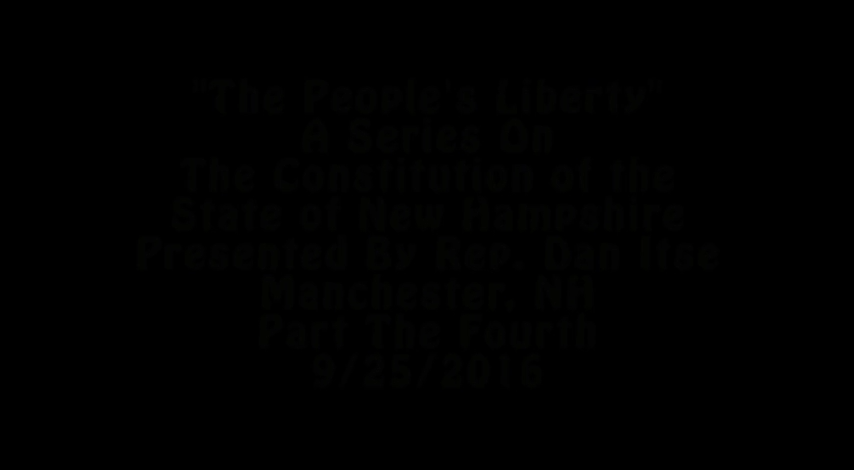 "The People's Liberty"
A Series On
The Constitution of the
State of New Hampshire
Presented By Rep. Dan Itse
Manchester, NH
Part The Fourth
9/25/2016